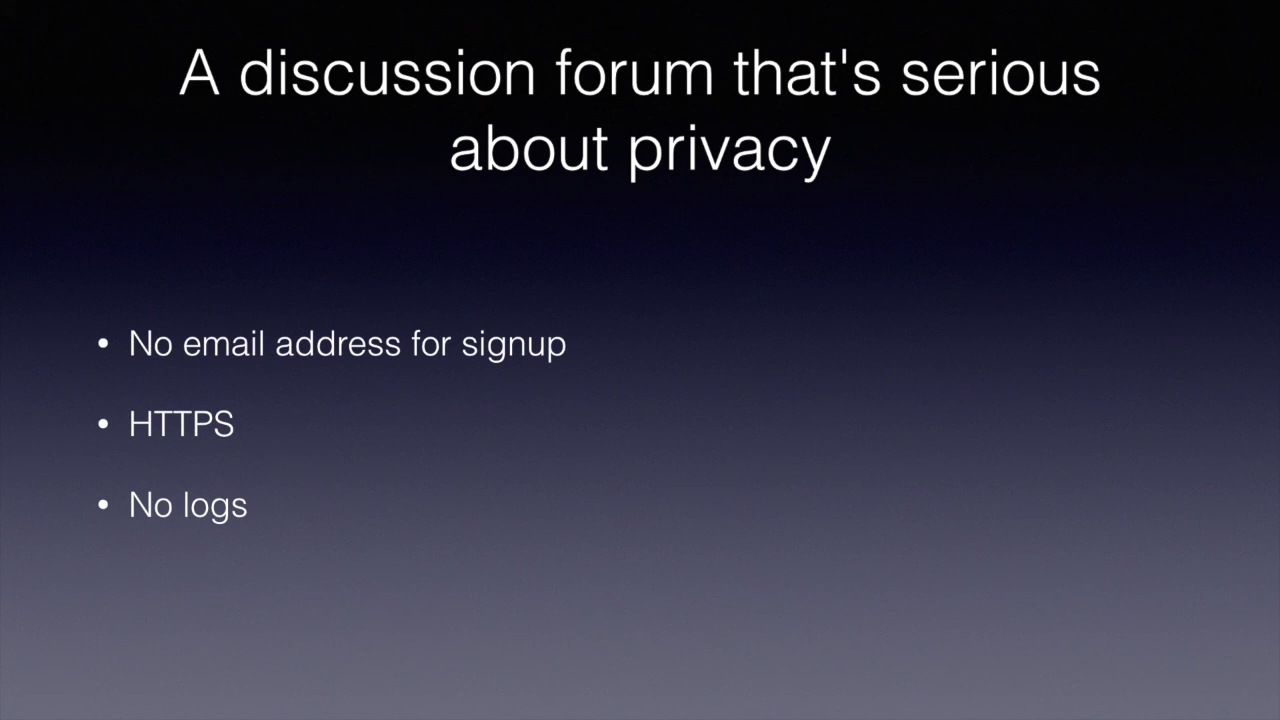 A discussion forum that's serious
about privacy
• No email address for signup
• HTTPS
• No logs